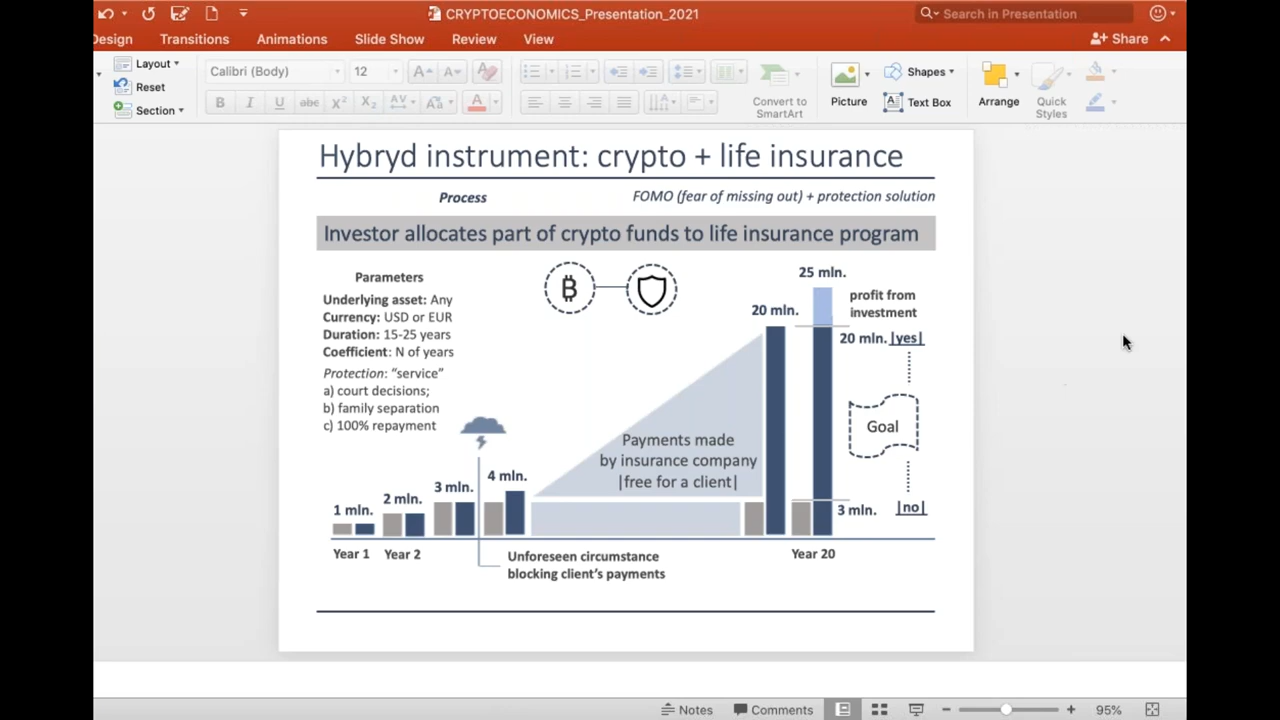 CRYPTOECONOMICS_Presentation_2021
Search in Presentation
Design Transitions Animations Slide Show Review View
Share
Layout
Reset
Section
Calibri (Body) 12
B I U abc X² X₂ AV Aa A
Convert to
SmartArt
Picture
Shapes
Text Box
Arrange
Quick
Styles
Hybryd instrument: crypto + life insurance
Process
FOMO (fear of missing out) + protection solution
Investor allocates part of crypto funds to life insurance program
Parameters
Underlying asset: Any
Currency: USD or EUR
Duration: 15-25 years
Coefficient: N of years
Protection: “service”
a) court decisions;
b) family separation
c) 100% repayment
25 mln.
profit from
investment
20 mln.
20 mln. |yes|
Goal
Payments made
by insurance company
|free for a client|
1 mln.
2 mln.
3 mln.
4 mln.
3 mln. |no|
Year 1
Year 2
Year 20
Unforeseen circumstance
blocking client’s payments
Notes
Comments
95%